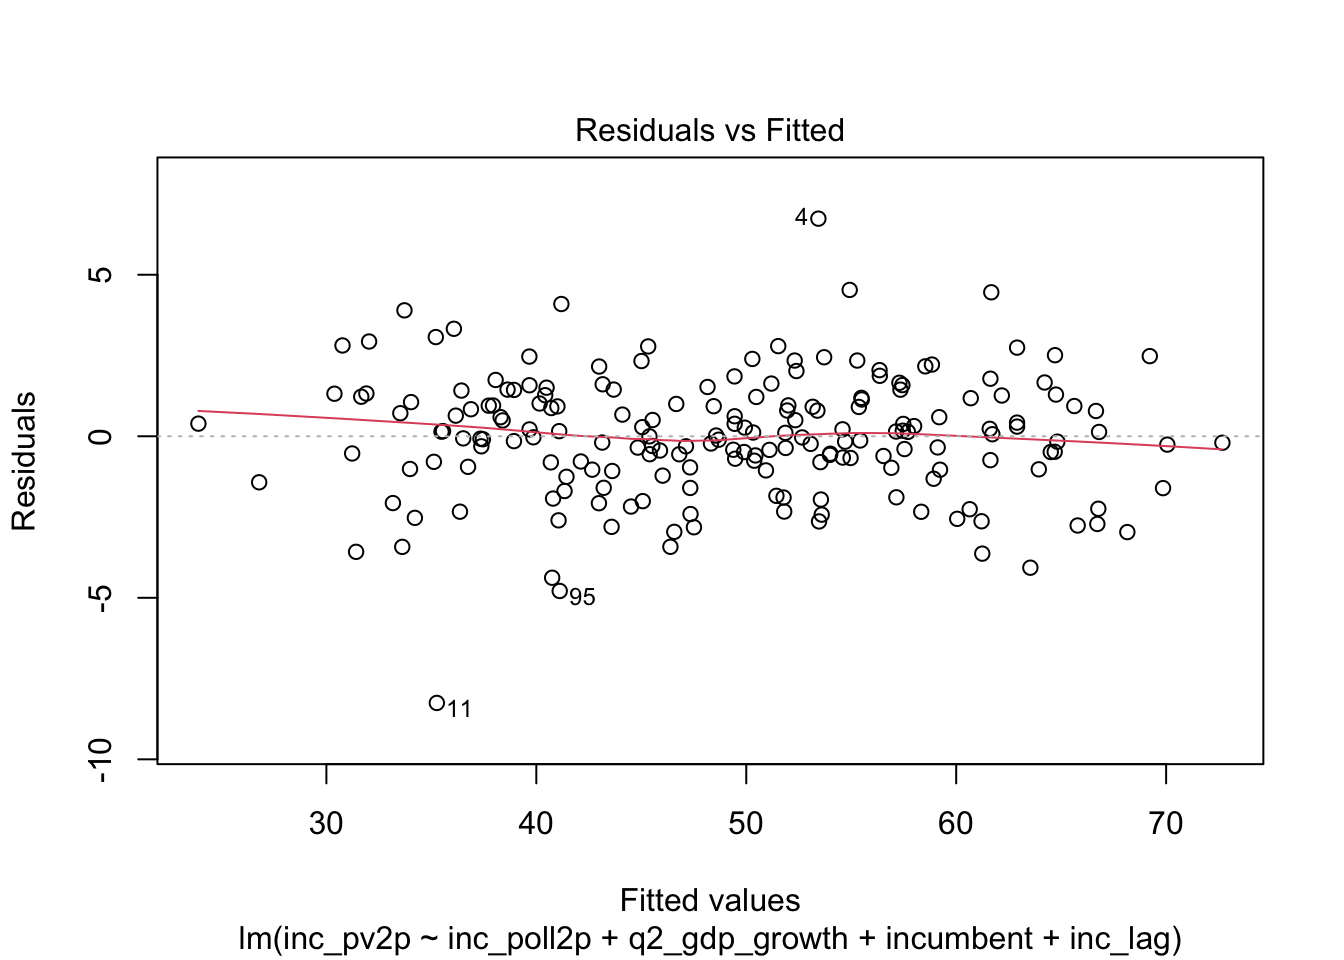 Residuals vs Fitted
4
5
0
-5
-10
Residuals
95
11
30 40 50 60 70
Fitted values
lm(inc_pv2p ~ inc_poll2p + q2_gdp_growth + incumbent + inc_lag)